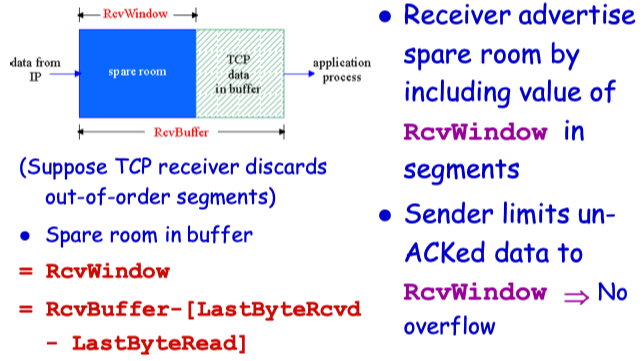 RcvWindow
data from
IP
spare room
TCP
data
in buffer
application
process
RcvBuffer
(Suppose TCP receiver discards
out-of-order segments)
● Spare room in buffer
= RcvWindow
= RcvBuffer-[LastByteRcvd
- LastByteRead]
● Receiver advertise
spare room by
including value of
RcvWindow in
segments
● Sender limits un-
ACKed data to
RcvWindow ⇒ No
overflow